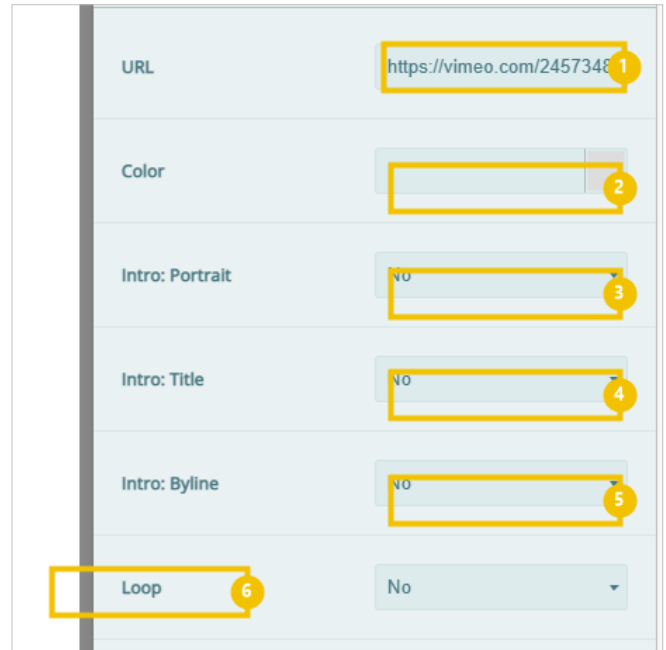 URL
https://vimeo.com/2457348
1
Color
2
Intro: Portrait
No
3
Intro: Title
No
4
Intro: Byline
No
5
Loop
6
No